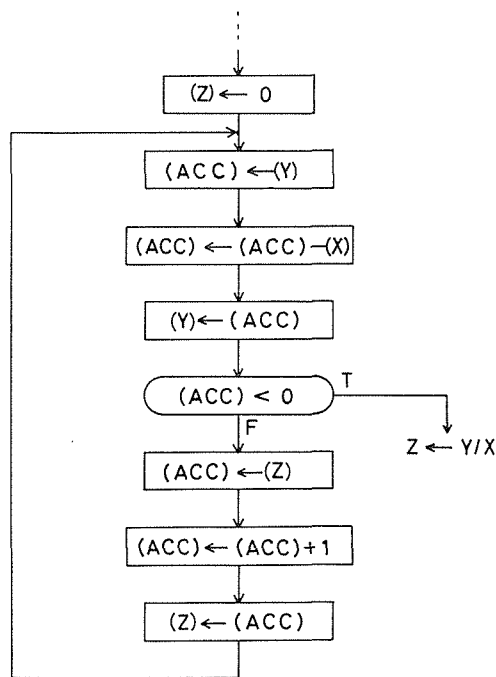 (Z) ← 0
(ACC) ← (Y)
(ACC) ← (ACC) – (X)
(Y) ← (ACC)
(ACC) < 0
T
F
Z ← Y/X
(ACC) ← (Z)
(ACC) ← (ACC) + 1
(Z) ← (ACC)